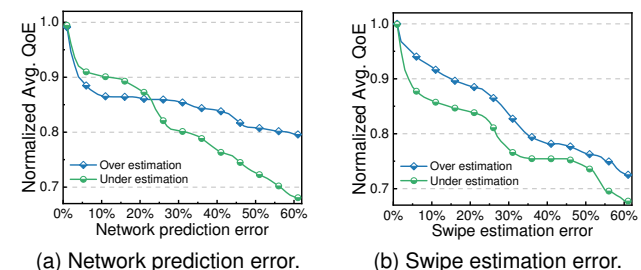 Normalized Avg. QoE
1.0
0.9
0.8
0.7
Over estimation
Under estimation
0% 10% 20% 30% 40% 50% 60%
Network prediction error
(a) Network prediction error.
Normalized Avg. QoE
1.0
0.9
0.8
0.7
Over estimation
Under estimation
0% 10% 20% 30% 40% 50% 60%
Swipe estimation error
(b) Swipe estimation error.